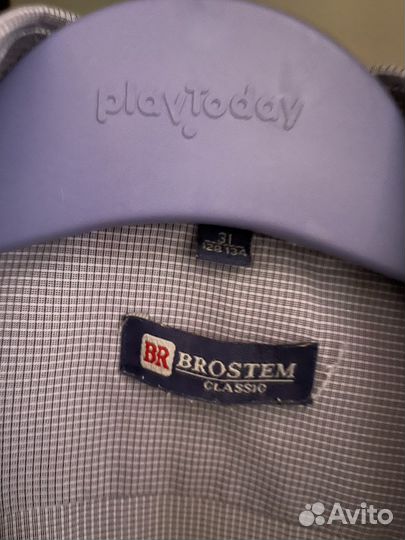 playToday
31
128-134
BR BROSTEM
CLASSIC
Avito